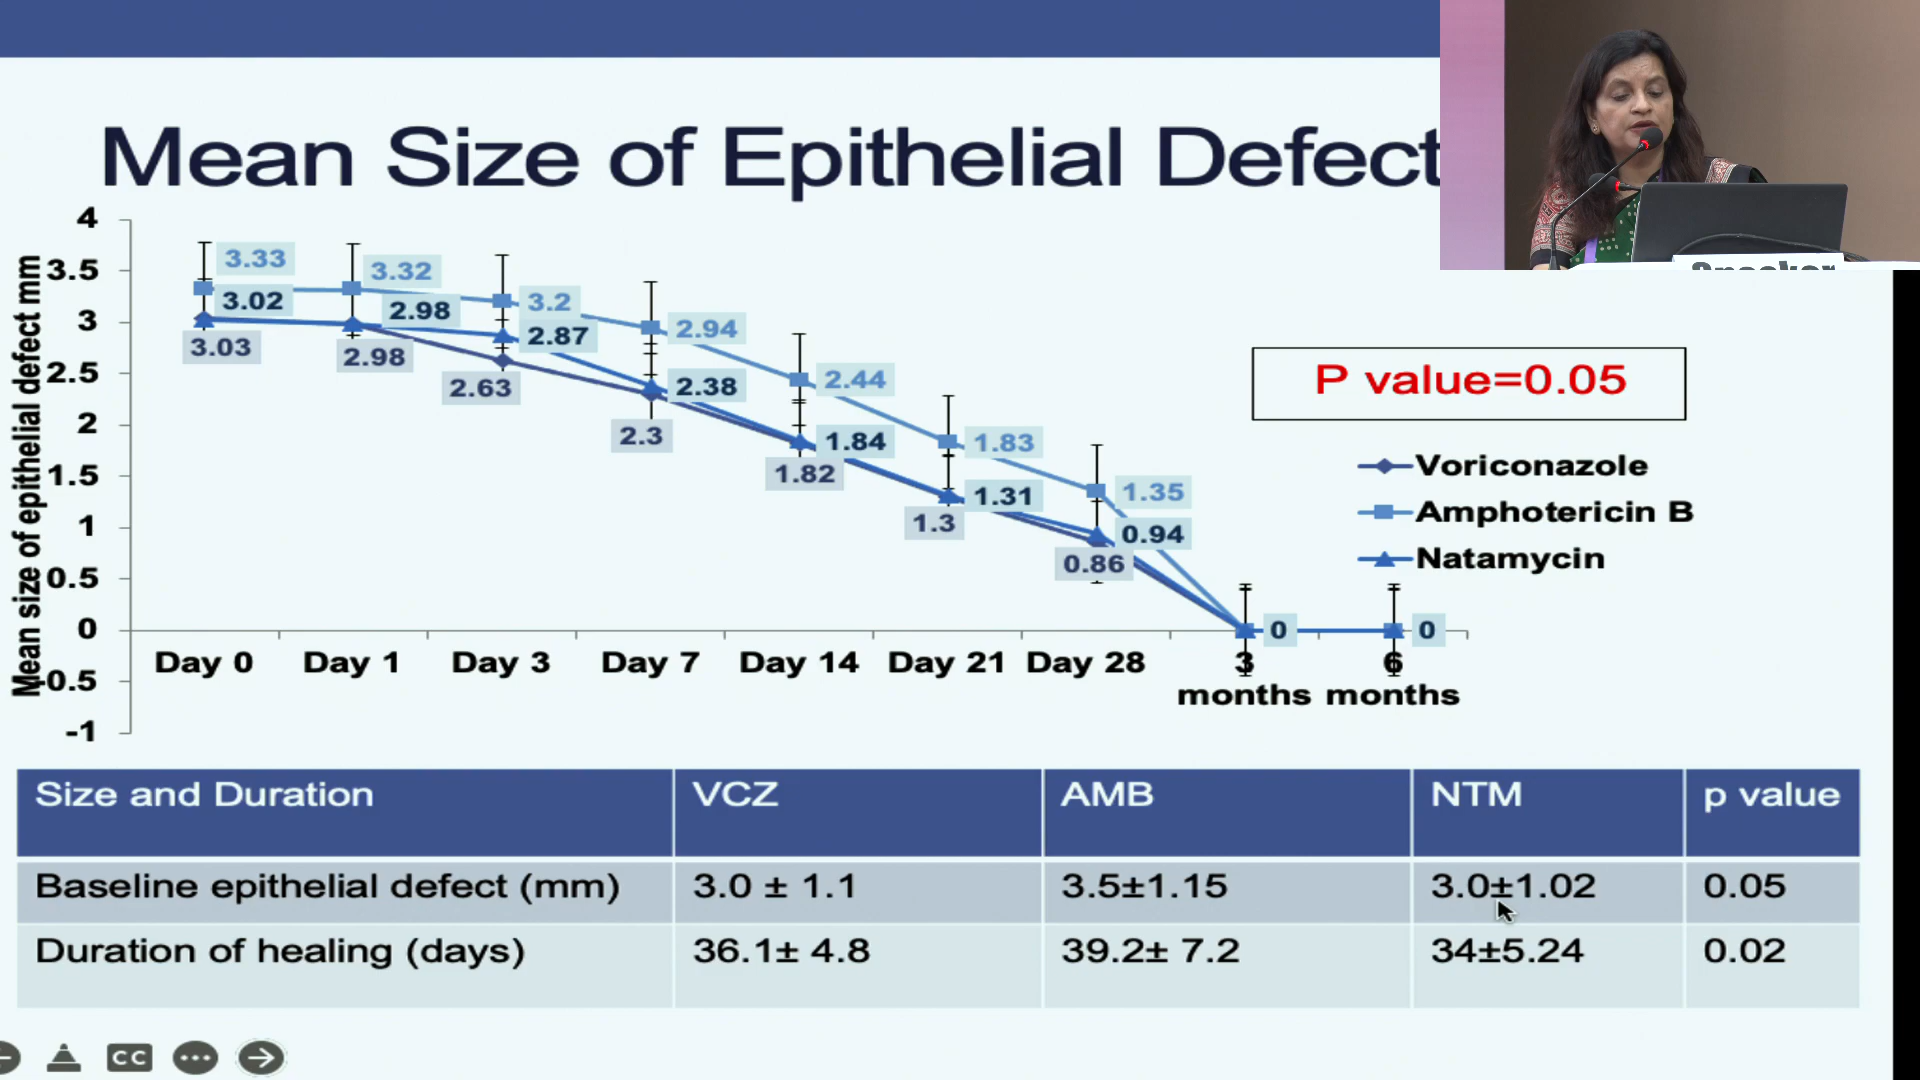 Mean Size of Epithelial Defect
Mean size of epithelial defect mm
4
3.5
3
2.5
2
1.5
1
0.5
0
-0.5
-1
3.33
3.32
3.2
2.94
2.44
1.83
1.35
3.02
2.98
2.87
2.38
1.84
1.31
0.94
0
0
3.03
2.98
2.63
2.3
1.82
1.3
0.86
Day 0 Day 1 Day 3 Day 7 Day 14 Day 21 Day 28 3 6
months months
P value=0.05
Voriconazole
Amphotericin B
Natamycin
Size and Duration VCZ AMB NTM p value
Baseline epithelial defect (mm) 3.0 ± 1.1 3.5±1.15 3.0±1.02 0.05
Duration of healing (days) 36.1± 4.8 39.2± 7.2 34±5.24 0.02
CC